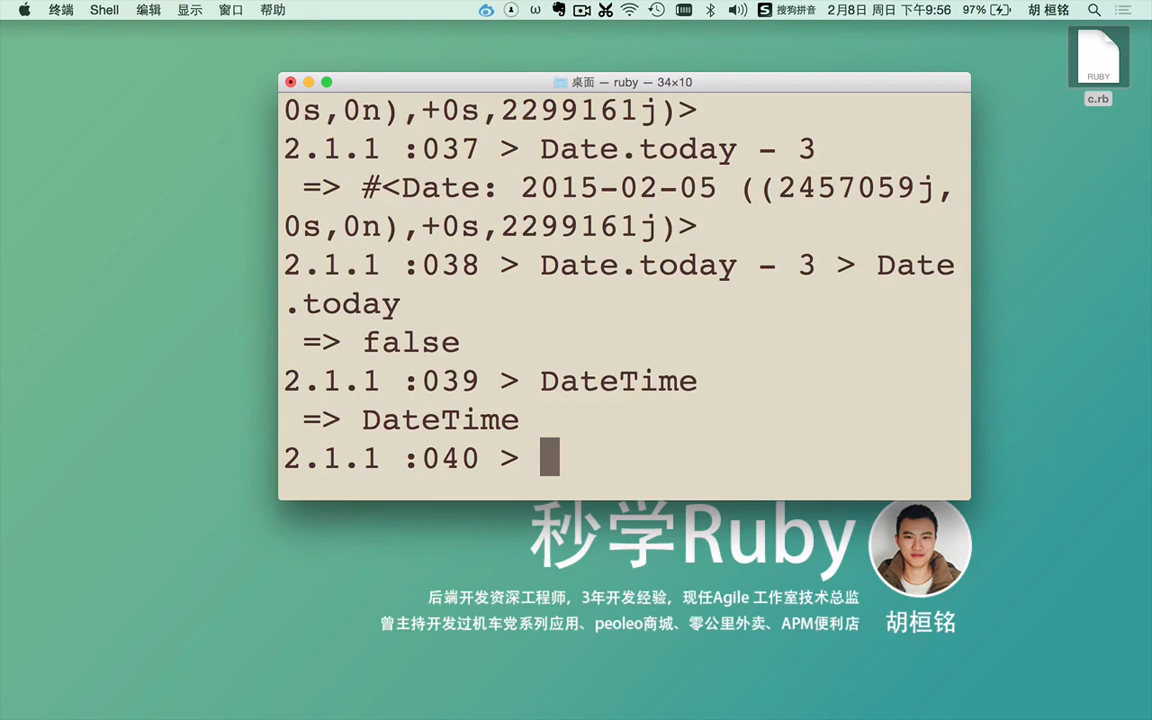 终端 Shell 编辑 显示 窗口 帮助 搜狗拼音 2月8日 周日 下午9:56 97% 胡 桓铭
RUBY
c.rb
桌面 — ruby — 34×10
0s,0n),+0s,2299161j)>
2.1.1 :037 > Date.today - 3
=> #<Date: 2015-02-05 ((2457059j,
0s,0n),+0s,2299161j)>
2.1.1 :038 > Date.today - 3 > Date
.today
=> false
2.1.1 :039 > DateTime
=> DateTime
2.1.1 :040 >
秒学Ruby
后端开发资深工程师，3年开发经验，现任Agile 工作室技术总监
曾主持开发过机车党系列应用、peoleo商城、零公里外卖、APM便利店
胡桓铭